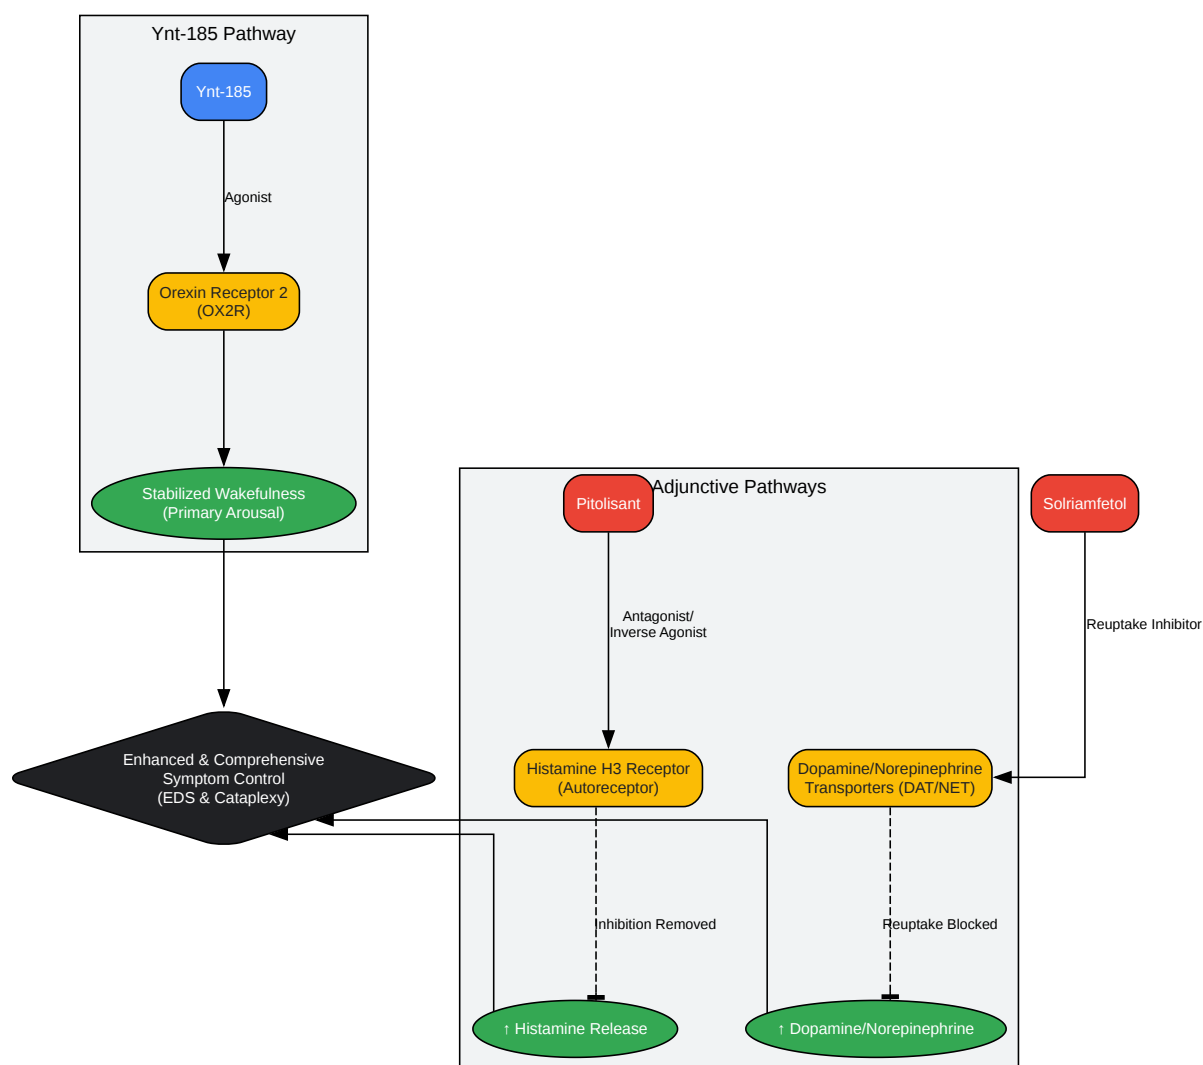 Ynt-185 Pathway
Ynt-185
Agonist
Orexin Receptor 2
(OX2R)
Stabilized Wakefulness
(Primary Arousal)
Adjunctive Pathways
Pitolisant
Solriamfetol
Antagonist/
Inverse Agonist
Reuptake Inhibitor
Enhanced & Comprehensive
Symptom Control
(EDS & Cataplexy)
Histamine H3 Receptor
(Autoreceptor)
Dopamine/Norepinephrine
Transporters (DAT/NET)
Inhibition Removed
Reuptake Blocked
↑ Histamine Release
↑ Dopamine/Norepinephrine